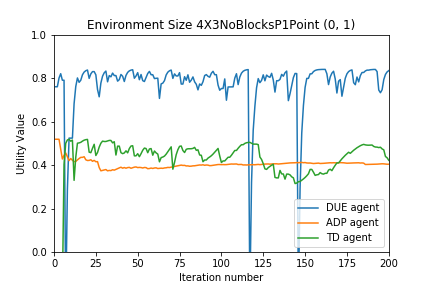 Environment Size 4X3NoBlocksP1Point (0, 1)
1.0
0.8
0.6
0.4
0.2
0.0
Utility Value
DUE agent
ADP agent
TD agent
0 25 50 75 100 125 150 175 200
Iteration number